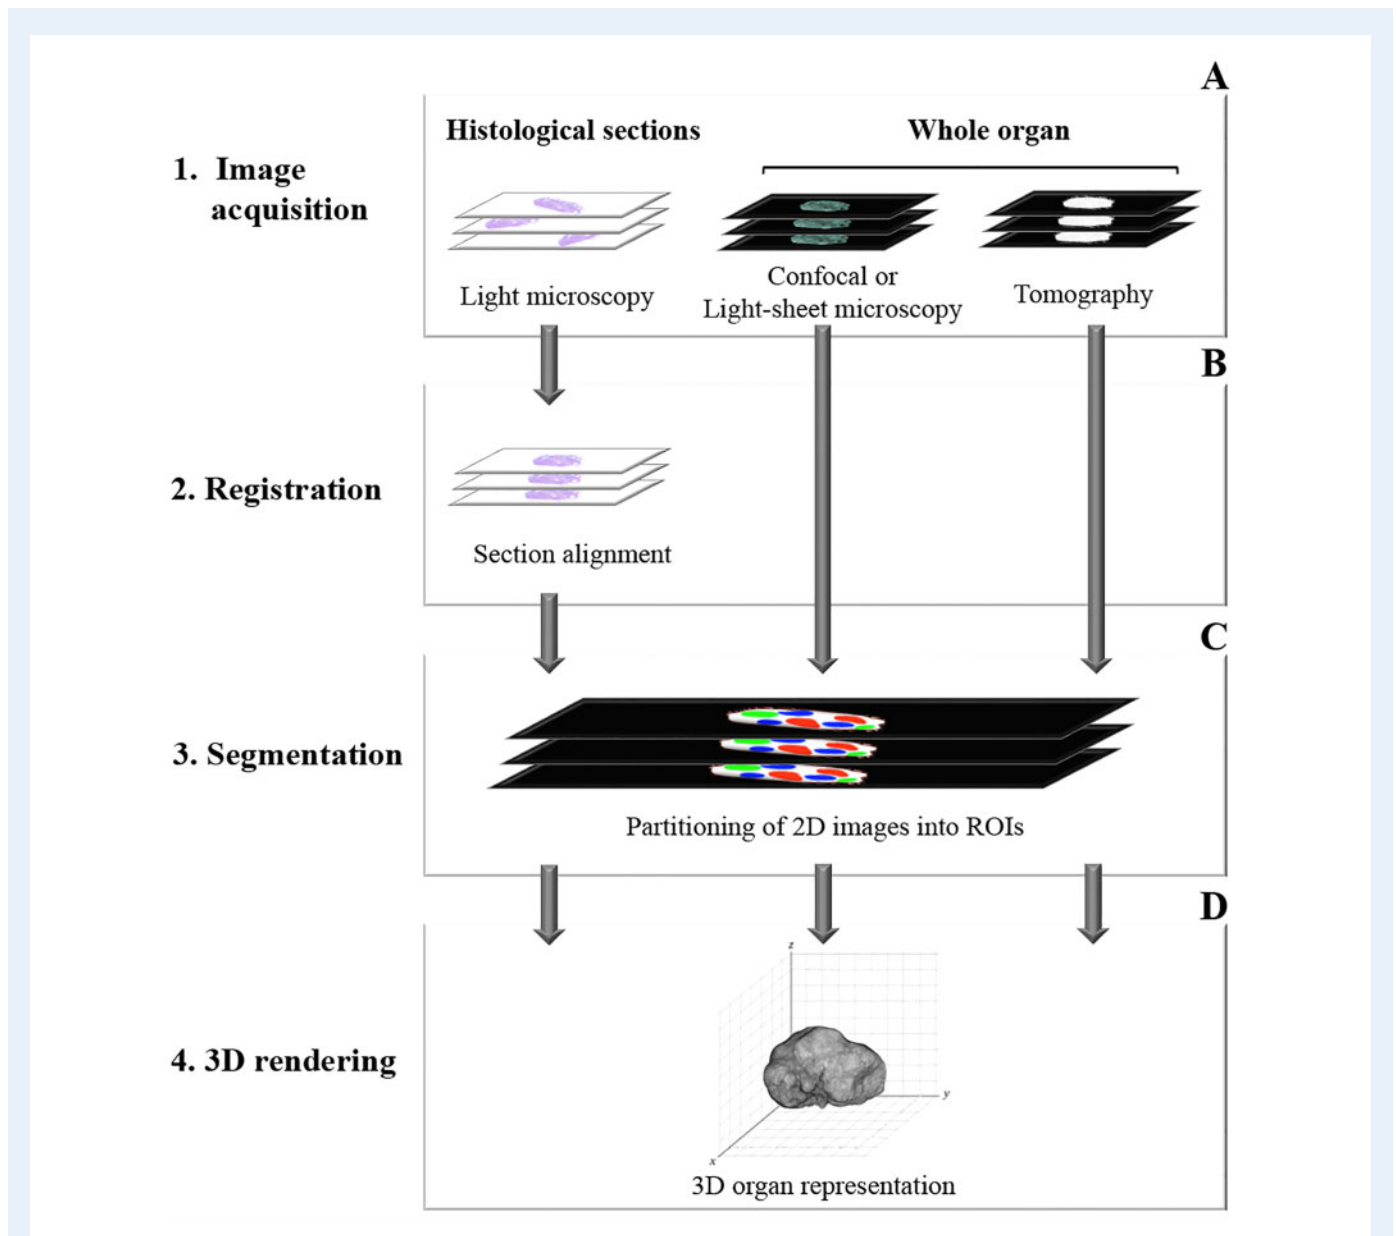 A
Histological sections
Whole organ
1. Image
acquisition
Light microscopy
Confocal or
Light-sheet microscopy
Tomography
B
2. Registration
Section alignment
C
3. Segmentation
Partitioning of 2D images into ROIs
D
4. 3D rendering
z
y
x
3D organ representation